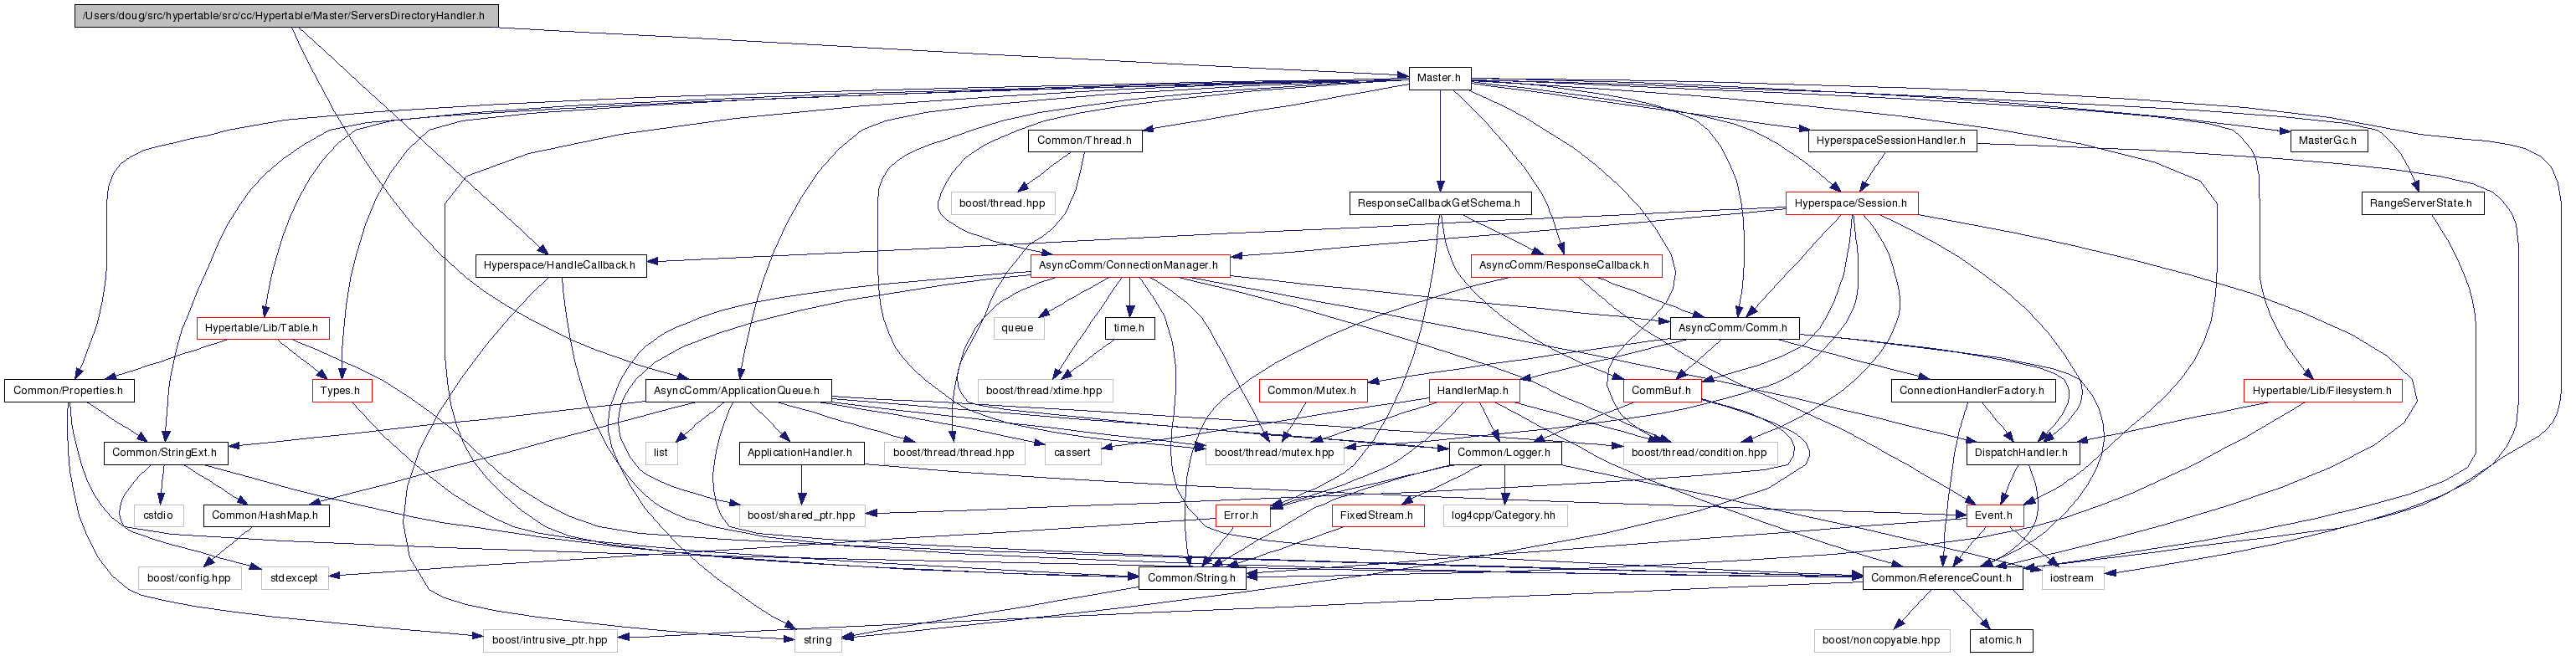 /Users/doug/src/hypertable/src/cc/Hypertable/Master/ServersDirectoryHandler.h
Master.h
Common/Thread.h
HyperspaceSessionHandler.h
MasterGc.h
boost/thread.hpp
ResponseCallbackGetSchema.h
Hyperspace/Session.h
RangeServerState.h
Hyperspace/HandleCallback.h
AsyncComm/ConnectionManager.h
AsyncComm/ResponseCallback.h
Hypertable/Lib/Table.h
queue
time.h
AsyncComm/Comm.h
Common/Properties.h
Types.h
AsyncComm/ApplicationQueue.h
boost/thread/xtime.hpp
Common/Mutex.h
HandlerMap.h
CommBuf.h
ConnectionHandlerFactory.h
Hypertable/Lib/Filesystem.h
Common/StringExt.h
list
ApplicationHandler.h
boost/thread/thread.hpp
cassert
boost/thread/mutex.hpp
Common/Logger.h
boost/thread/condition.hpp
DispatchHandler.h
cstdio
Common/HashMap.h
boost/shared_ptr.hpp
Error.h
FixedStream.h
log4cpp/Category.hh
Event.h
boost/config.hpp
stdexcept
Common/String.h
Common/ReferenceCount.h
iostream
boost/intrusive_ptr.hpp
string
boost/noncopyable.hpp
atomic.h